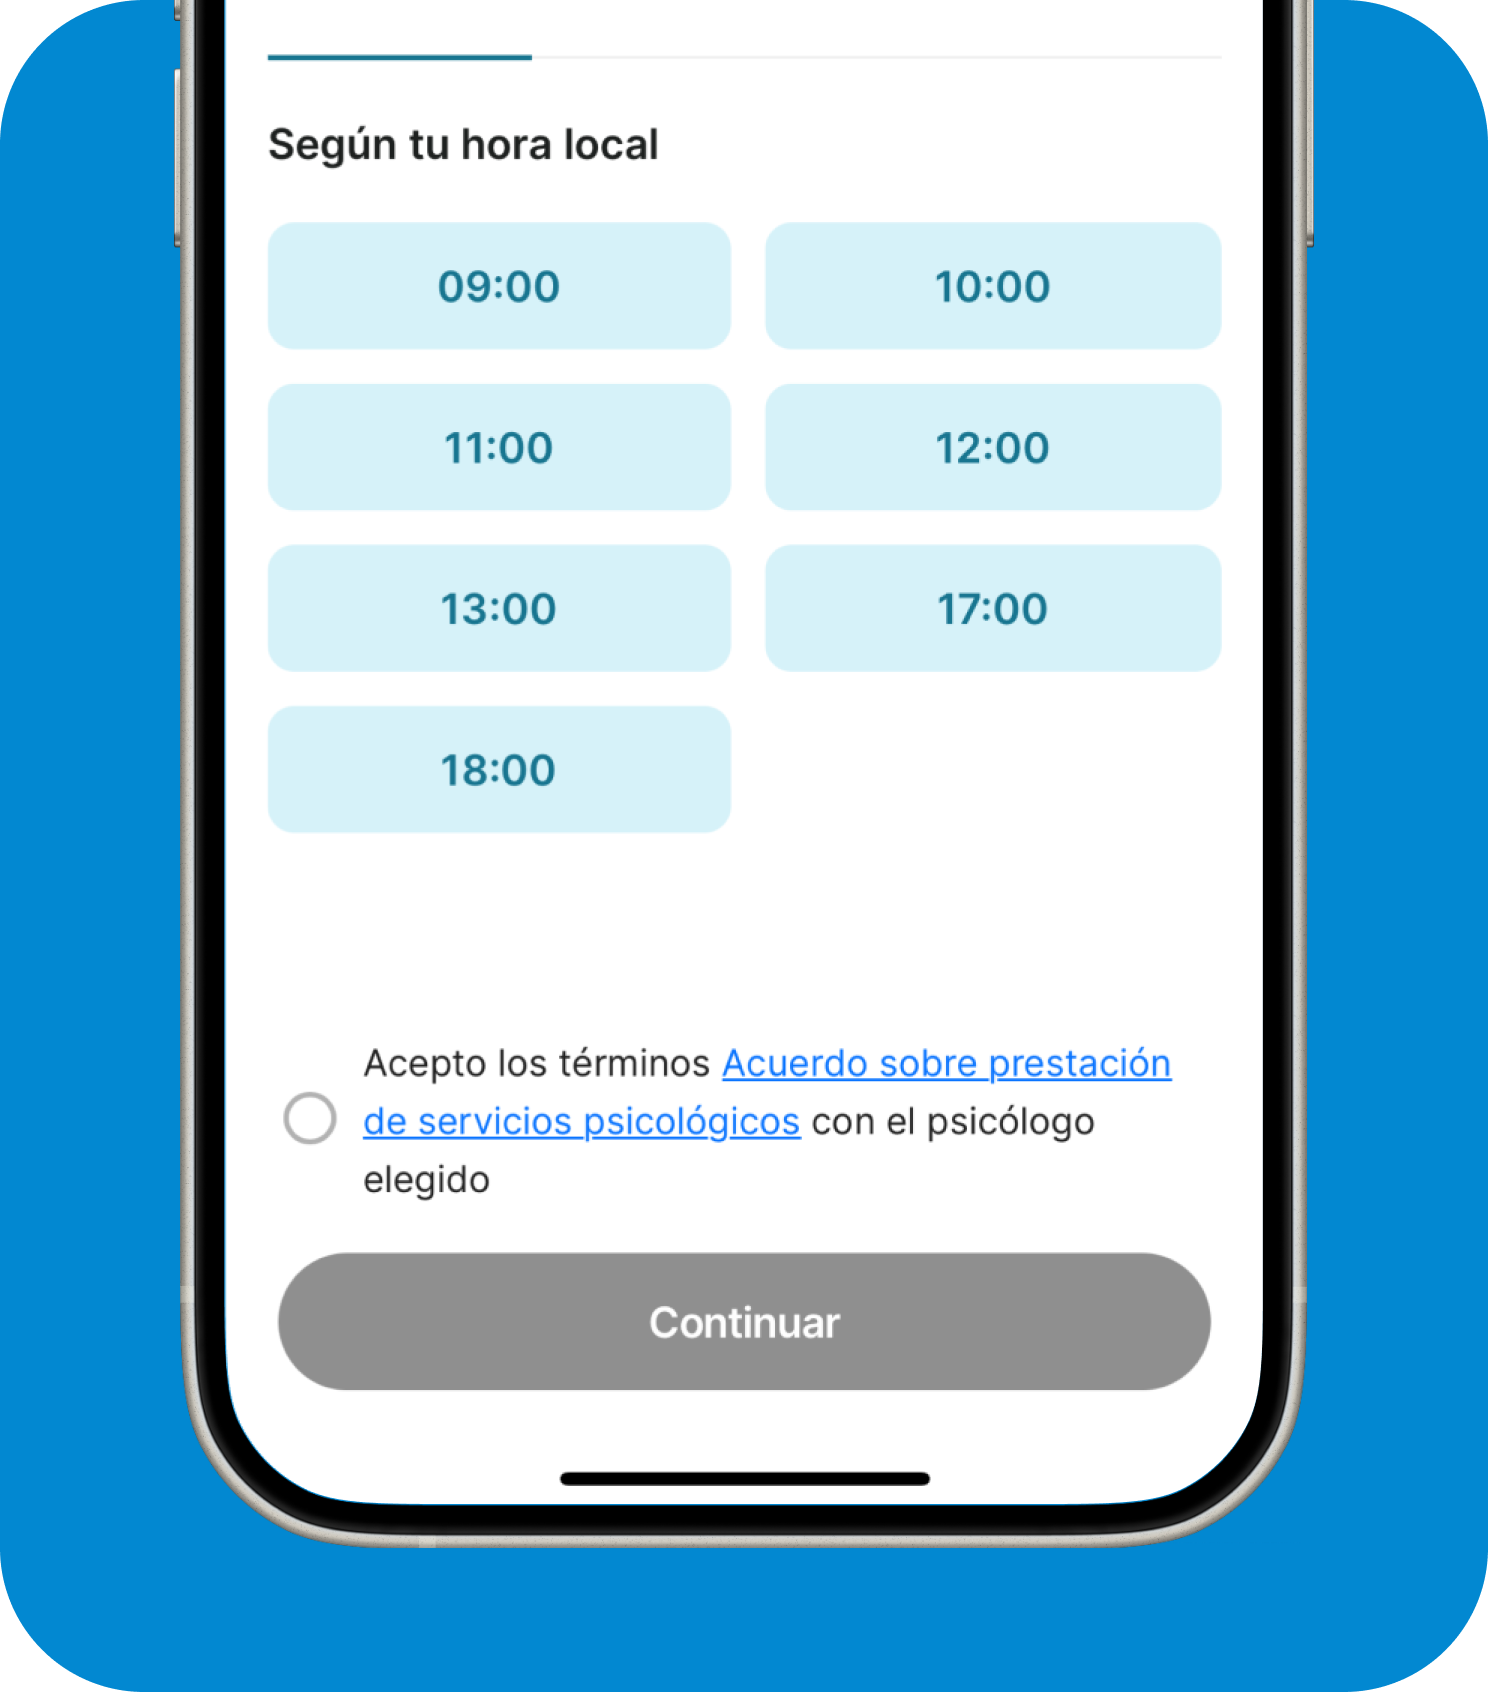 Según tu hora local
09:00
10:00
11:00
12:00
13:00
17:00
18:00
Acepto los términos Acuerdo sobre prestación
de servicios psicológicos con el psicólogo
elegido
Continuar